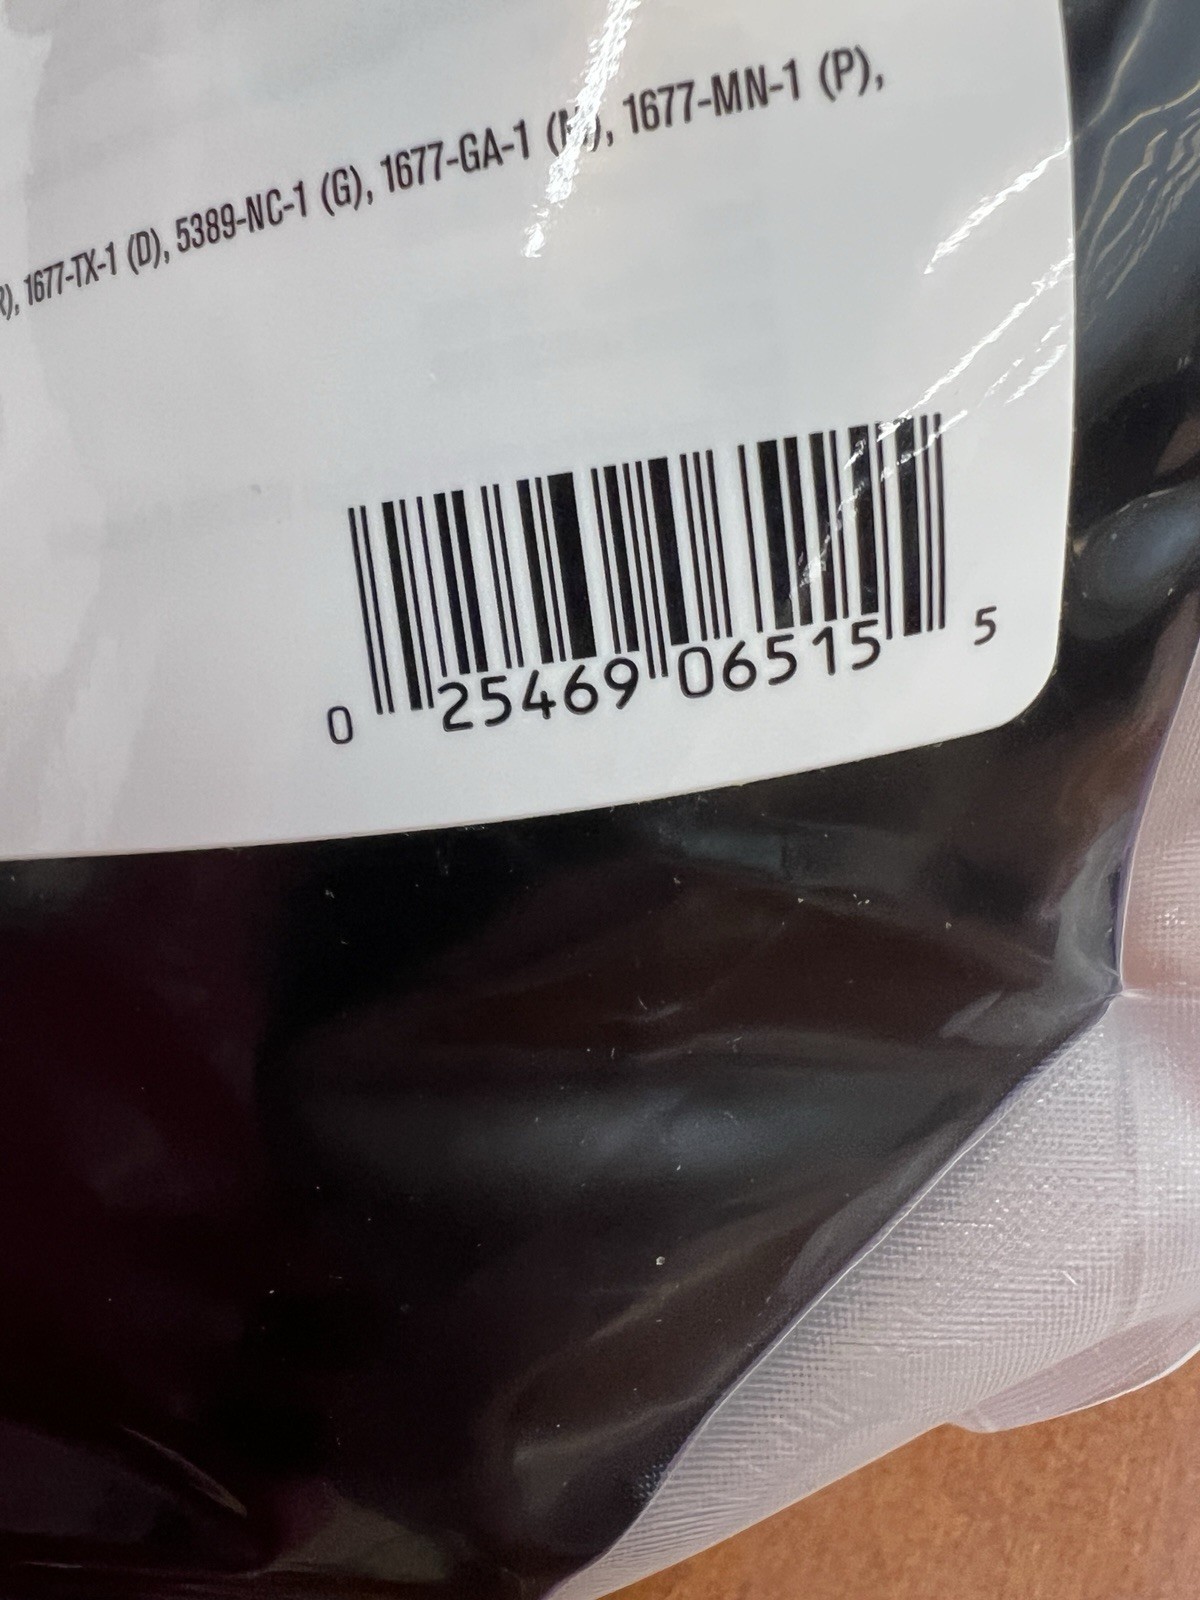 1677-TX-1 (D), 5389-NC-1 (G), 1677-GA-1 1677-MN-1 (P),
0 25469 06515 5